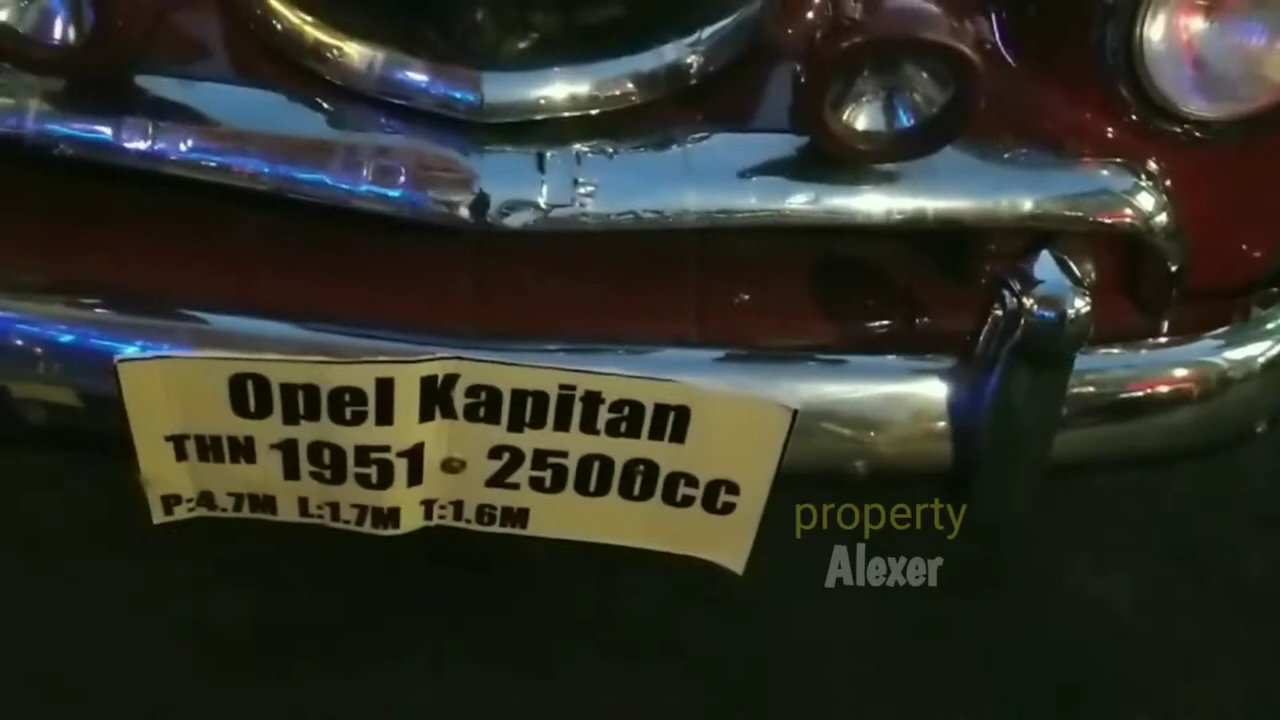 Opel Kapitan
THN 1951 • 2500cc
P:4.7M L:1.7M T:1.6M
property
Alexer